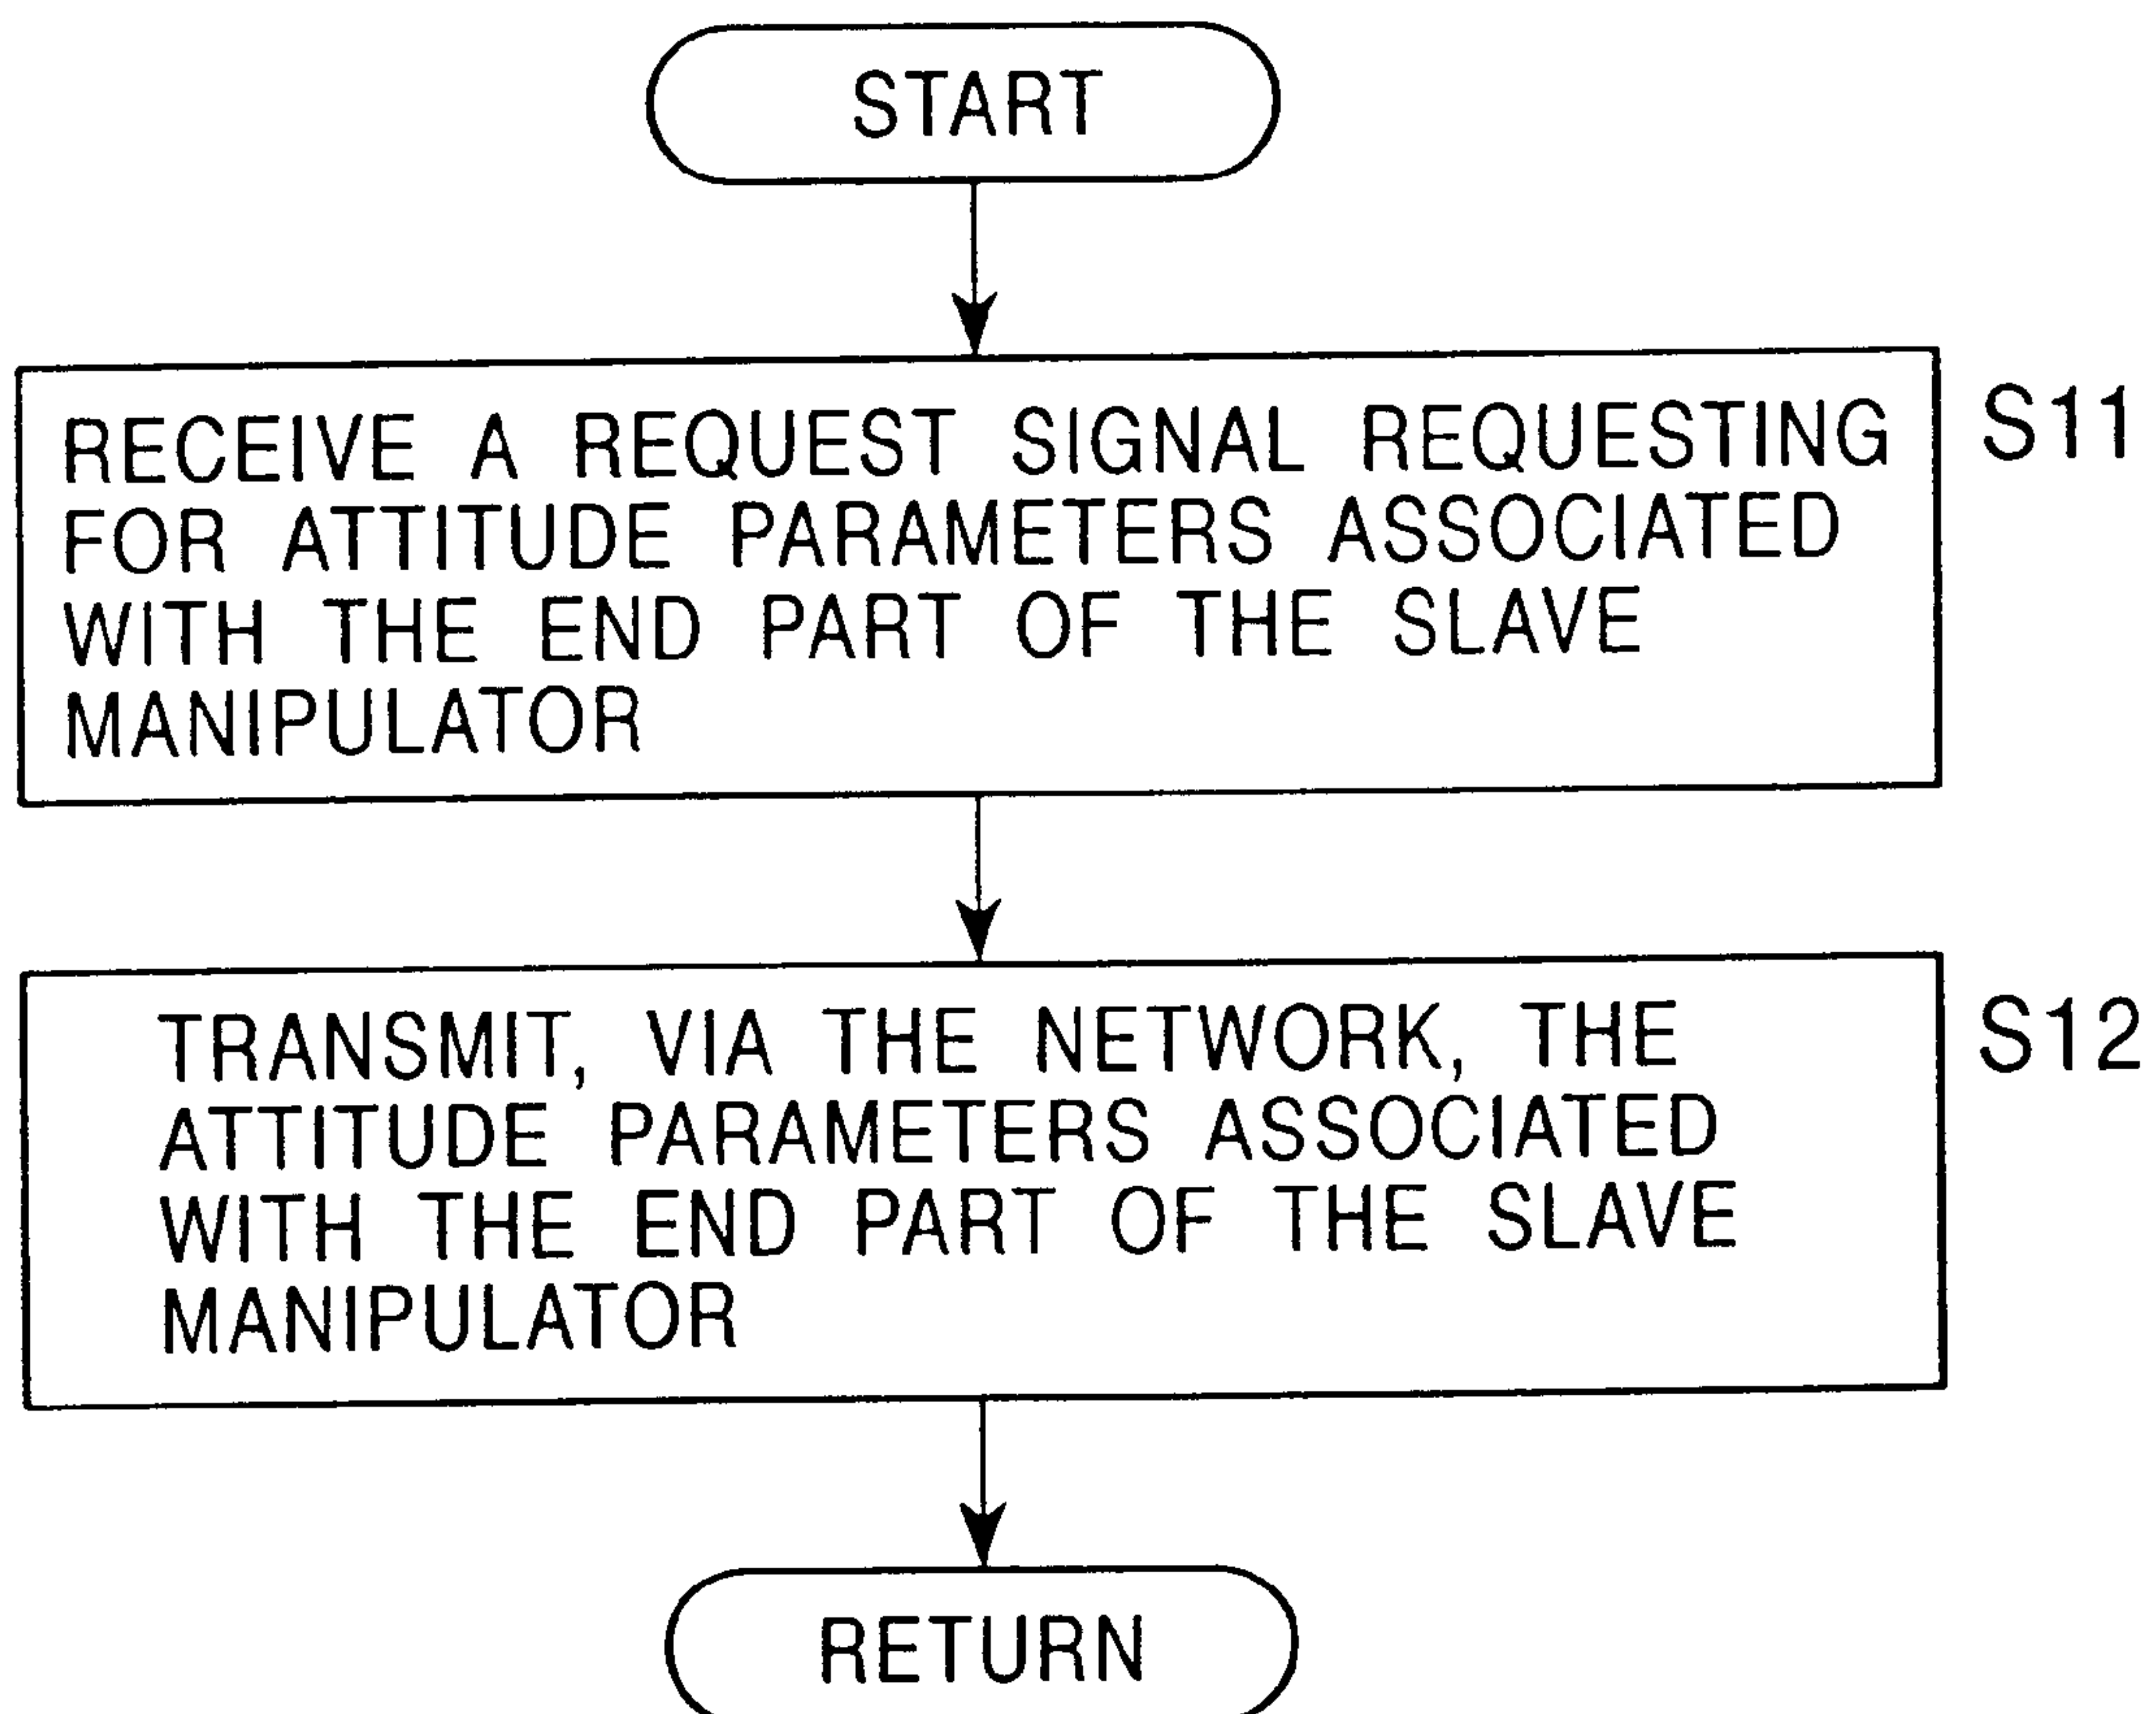 START
RECEIVE A REQUEST SIGNAL REQUESTING
FOR ATTITUDE PARAMETERS ASSOCIATED
WITH THE END PART OF THE SLAVE
MANIPULATOR
S11
TRANSMIT, VIA THE NETWORK, THE
ATTITUDE PARAMETERS ASSOCIATED
WITH THE END PART OF THE SLAVE
MANIPULATOR
S12
RETURN